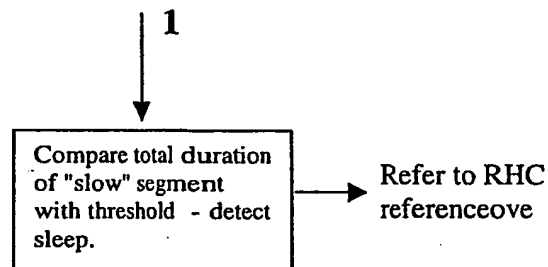 1
Compare total duration
of "slow" segment
with threshold - detect
sleep.
Refer to RHC
referenceove